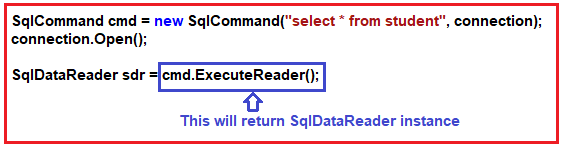 SqlCommand cmd = new SqlCommand("select * from student", connection);
connection.Open();
SqlDataReader sdr = cmd.ExecuteReader();
This will return SqlDataReader instance